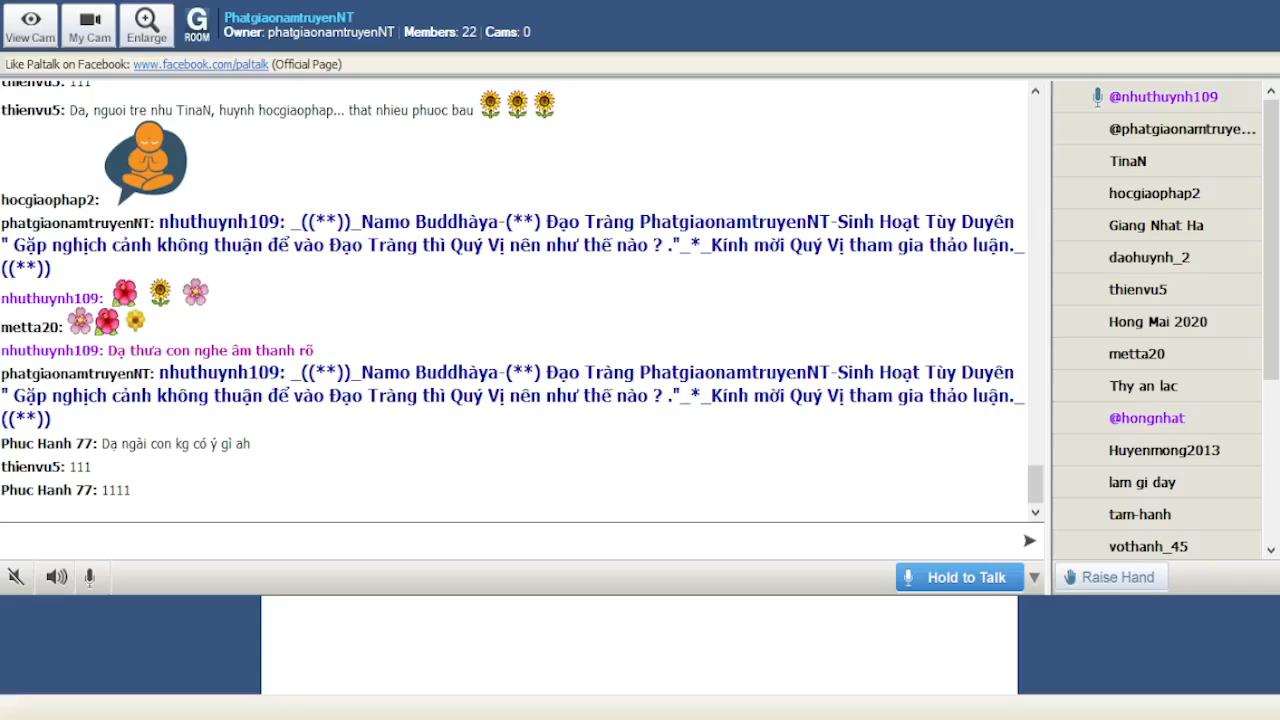 View Cam
My Cam
Enlarge
G
ROOM
PhatgiaonamtruyenNT
Owner: phatgiaonamtruyenNT | Members: 22 | Cams: 0
Like Paltalk on Facebook: www.facebook.com/paltalk (Official Page)
thienvu5: 111
thienvu5: Da, nguoi tre nhu TinaN, huynh hocgiaophap... that nhieu phuoc bau
hocgiaophap2:
phatgiaonamtruyenNT: nhuthuynh109: _((**))_Namo Buddhàya-(**) Đạo Tràng PhatgiaonamtruyenNT-Sinh Hoạt Tùy Duyên
" Gặp nghịch cảnh không thuận để vào Đạo Tràng thì Quý Vị nên như thế nào ? ."_*_Kính mời Quý Vị tham gia thảo luận._
((**))
nhuthuynh109:
metta20:
nhuthuynh109: Dạ thưa con nghe âm thanh rõ
phatgiaonamtruyenNT: nhuthuynh109: _((**))_Namo Buddhàya-(**) Đạo Tràng PhatgiaonamtruyenNT-Sinh Hoạt Tùy Duyên
" Gặp nghịch cảnh không thuận để vào Đạo Tràng thì Quý Vị nên như thế nào ? ."_*_Kính mời Quý Vị tham gia thảo luận._
((**))
Phuc Hanh 77: Dạ ngài con kg có ý gì ah
thienvu5: 111
Phuc Hanh 77: 1111
@nhuthuynh109
@phatgiaonamtruye...
TinaN
hocgiaophap2
Giang Nhat Ha
daohuynh_2
thienvu5
Hong Mai 2020
metta20
Thy an lac
@hongnhat
Huyenmong2013
lam gi day
tam-hanh
vothanh_45
Hold to Talk
Raise Hand